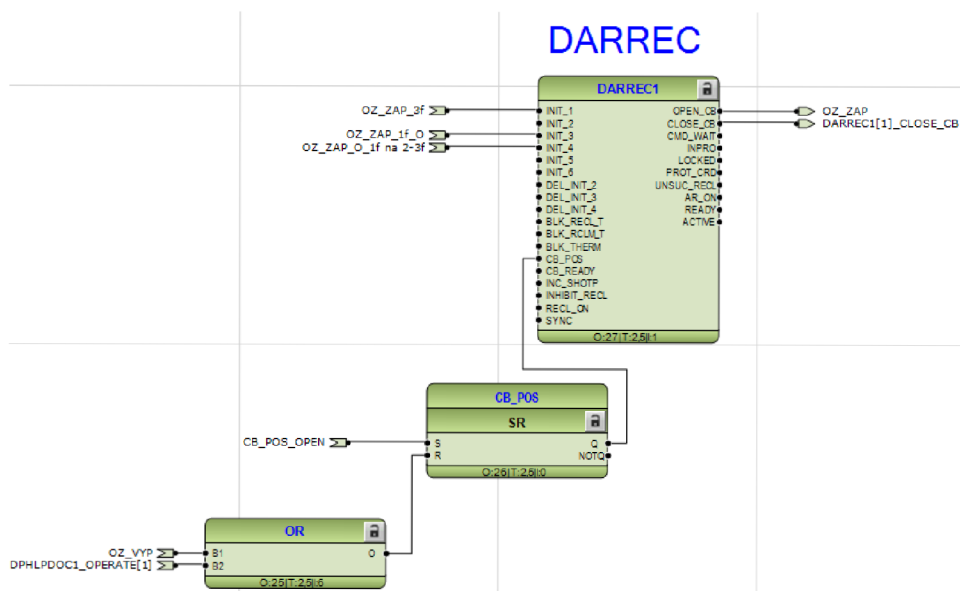 DARREC
DARREC1
OZ_ZAP_3f
INIT_1
OPEN_CB
OZ_ZAP
INIT_2
CLOSE_CB
DARREC1[1]_CLOSE_CB
OZ_ZAP_1f_O
INIT_3
CMD_WAIT
OZ_ZAP_O_1f na 2-3f
INIT_4
INPRO
INIT_5
LOCKED
INIT_6
PROT_CRD
DEL_INIT_2
UNSUC_RECL
DEL_INIT_3
AR_ON
DEL_INIT_4
READY
BLK_RECL_T
ACTIVE
BLK_RCLM_T
BLK_THERM
CB_POS
CB_READY
INC_SHOTP
INHIBIT_RECL
RECL_ON
SYNC
O:27|T:2,5|I:1
CB_POS
SR
CB_POS_OPEN
S
Q
R
NOTQ
O:26|T:2,5|I:0
OR
OZ_VYP
B1
O
DPHLPDOC1_OPERATE[1]
B2
O:25|T:2,5|I:6